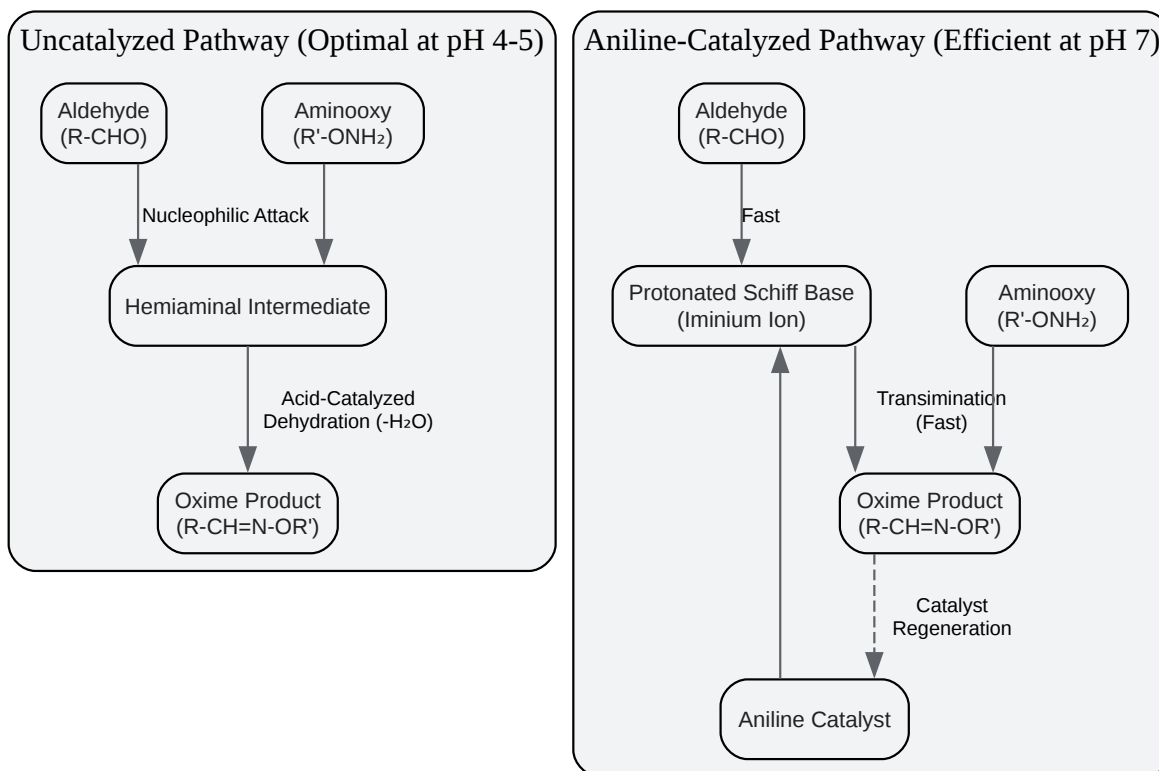 Uncatalyzed Pathway (Optimal at pH 4-5)
Aldehyde
(R-CHO)
Aminooxy
(R'-ONH₂)
Nucleophilic Attack
Hemiaminal Intermediate
Acid-Catalyzed
Dehydration (-H₂O)
Oxime Product
(R-CH=N-OR')
Aniline-Catalyzed Pathway (Efficient at pH 7)
Aldehyde
(R-CHO)
Fast
Protonated Schiff Base
(Iminium Ion)
Aminooxy
(R'-ONH₂)
Transimination
(Fast)
Oxime Product
(R-CH=N-OR')
Catalyst
Regeneration
Aniline Catalyst